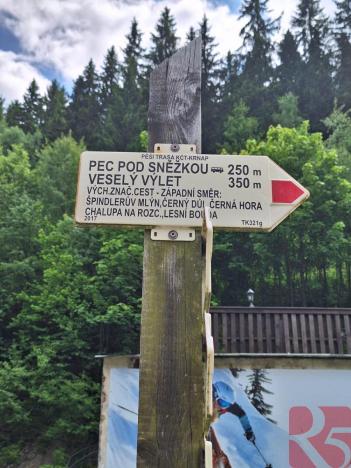 PĚŠÍ TRASA KČT-KRNAP
PEC POD SNĚŽKOU 250 m
VESELÝ VÝLET 350 m
VÝCH.ZNAČ.CEST - ZÁPADNÍ SMĚR:
ŠPINDLERŮV MLÝN,ČERNÝ DŮL,ČERNÁ HORA
CHALUPA NA ROZC.,LESNÍ BOUDA
2017 TK321g
R5